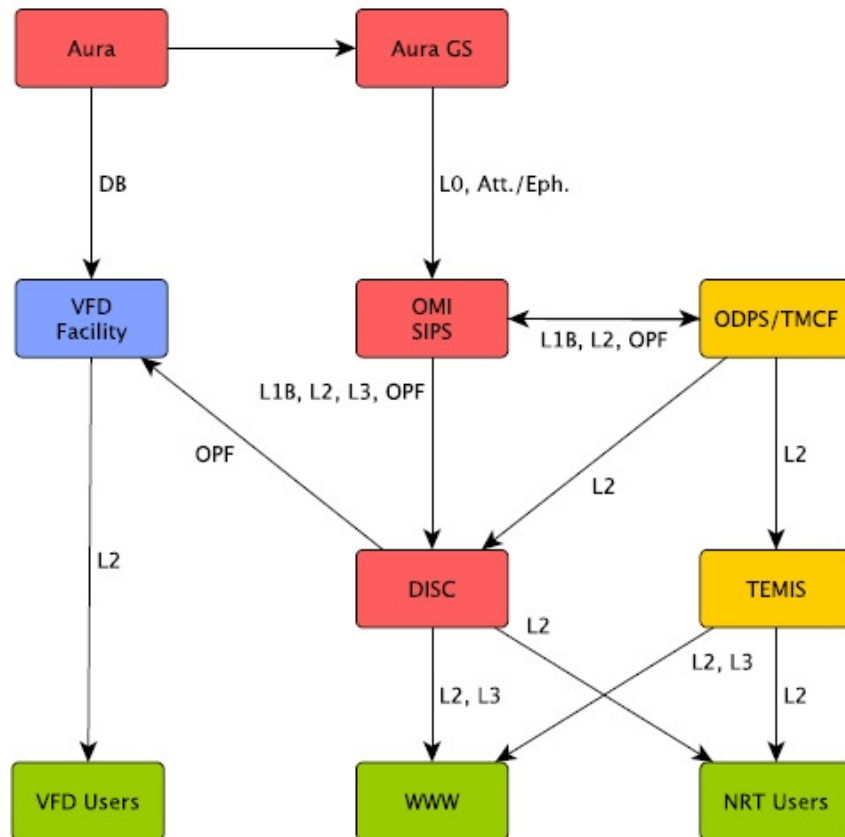 Aura
Aura GS
DB
L0, Att./Eph.
VFD
Facility
OMI
SIPS
ODPS/TMCF
L1B, L2, OPF
L1B, L2, L3, OPF
OPF
L2
L2
L2
DISC
TEMIS
L2
L2, L3
L2, L3
L2
VFD Users
WWW
NRT Users